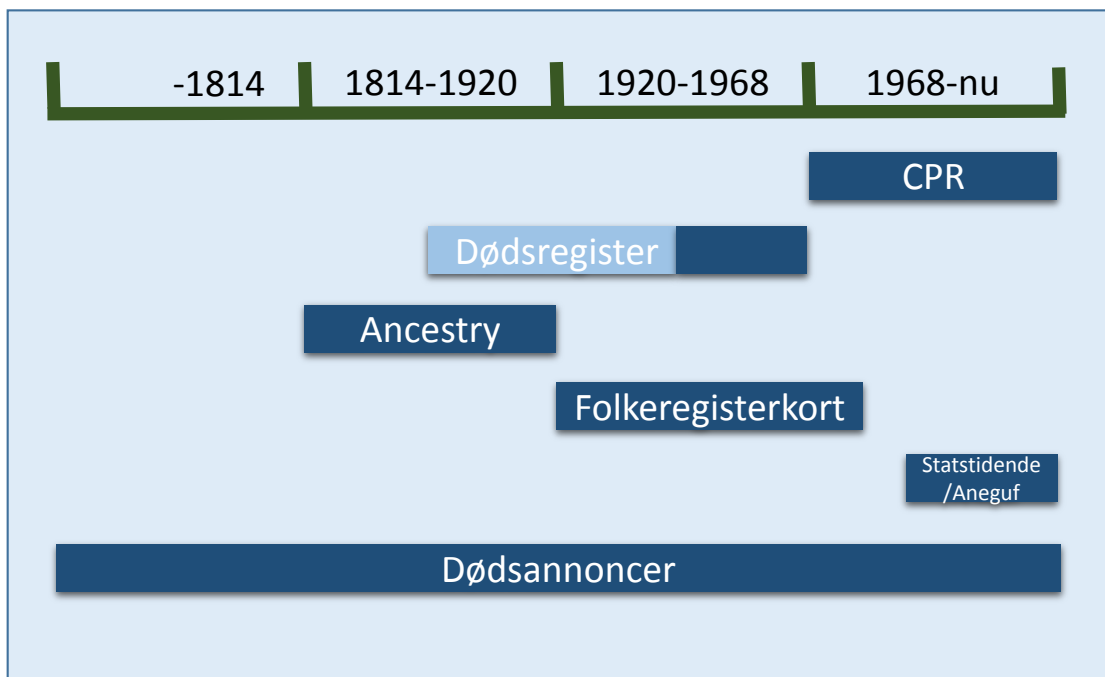 -1814
1814-1920
1920-1968
1968-nu
CPR
Dødsregister
Ancestry
Folkeregisterkort
Statstidende
/Aneguf
Dødsannoncer